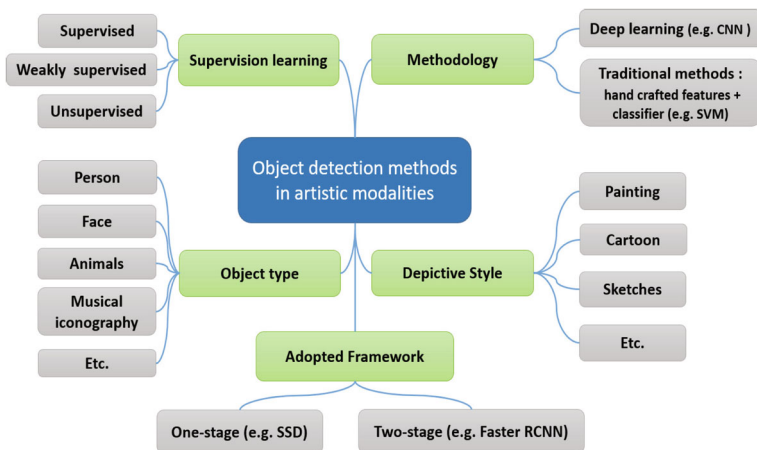 Supervised
Weakly supervised
Unsupervised
Supervision learning
Methodology
Deep learning (e.g. CNN )
Traditional methods :
hand crafted features +
classifier (e.g. SVM)
Object detection methods
in artistic modalities
Person
Face
Animals
Musical
iconography
Etc.
Object type
Depictive Style
Painting
Cartoon
Sketches
Etc.
Adopted Framework
One-stage (e.g. SSD)
Two-stage (e.g. Faster RCNN)